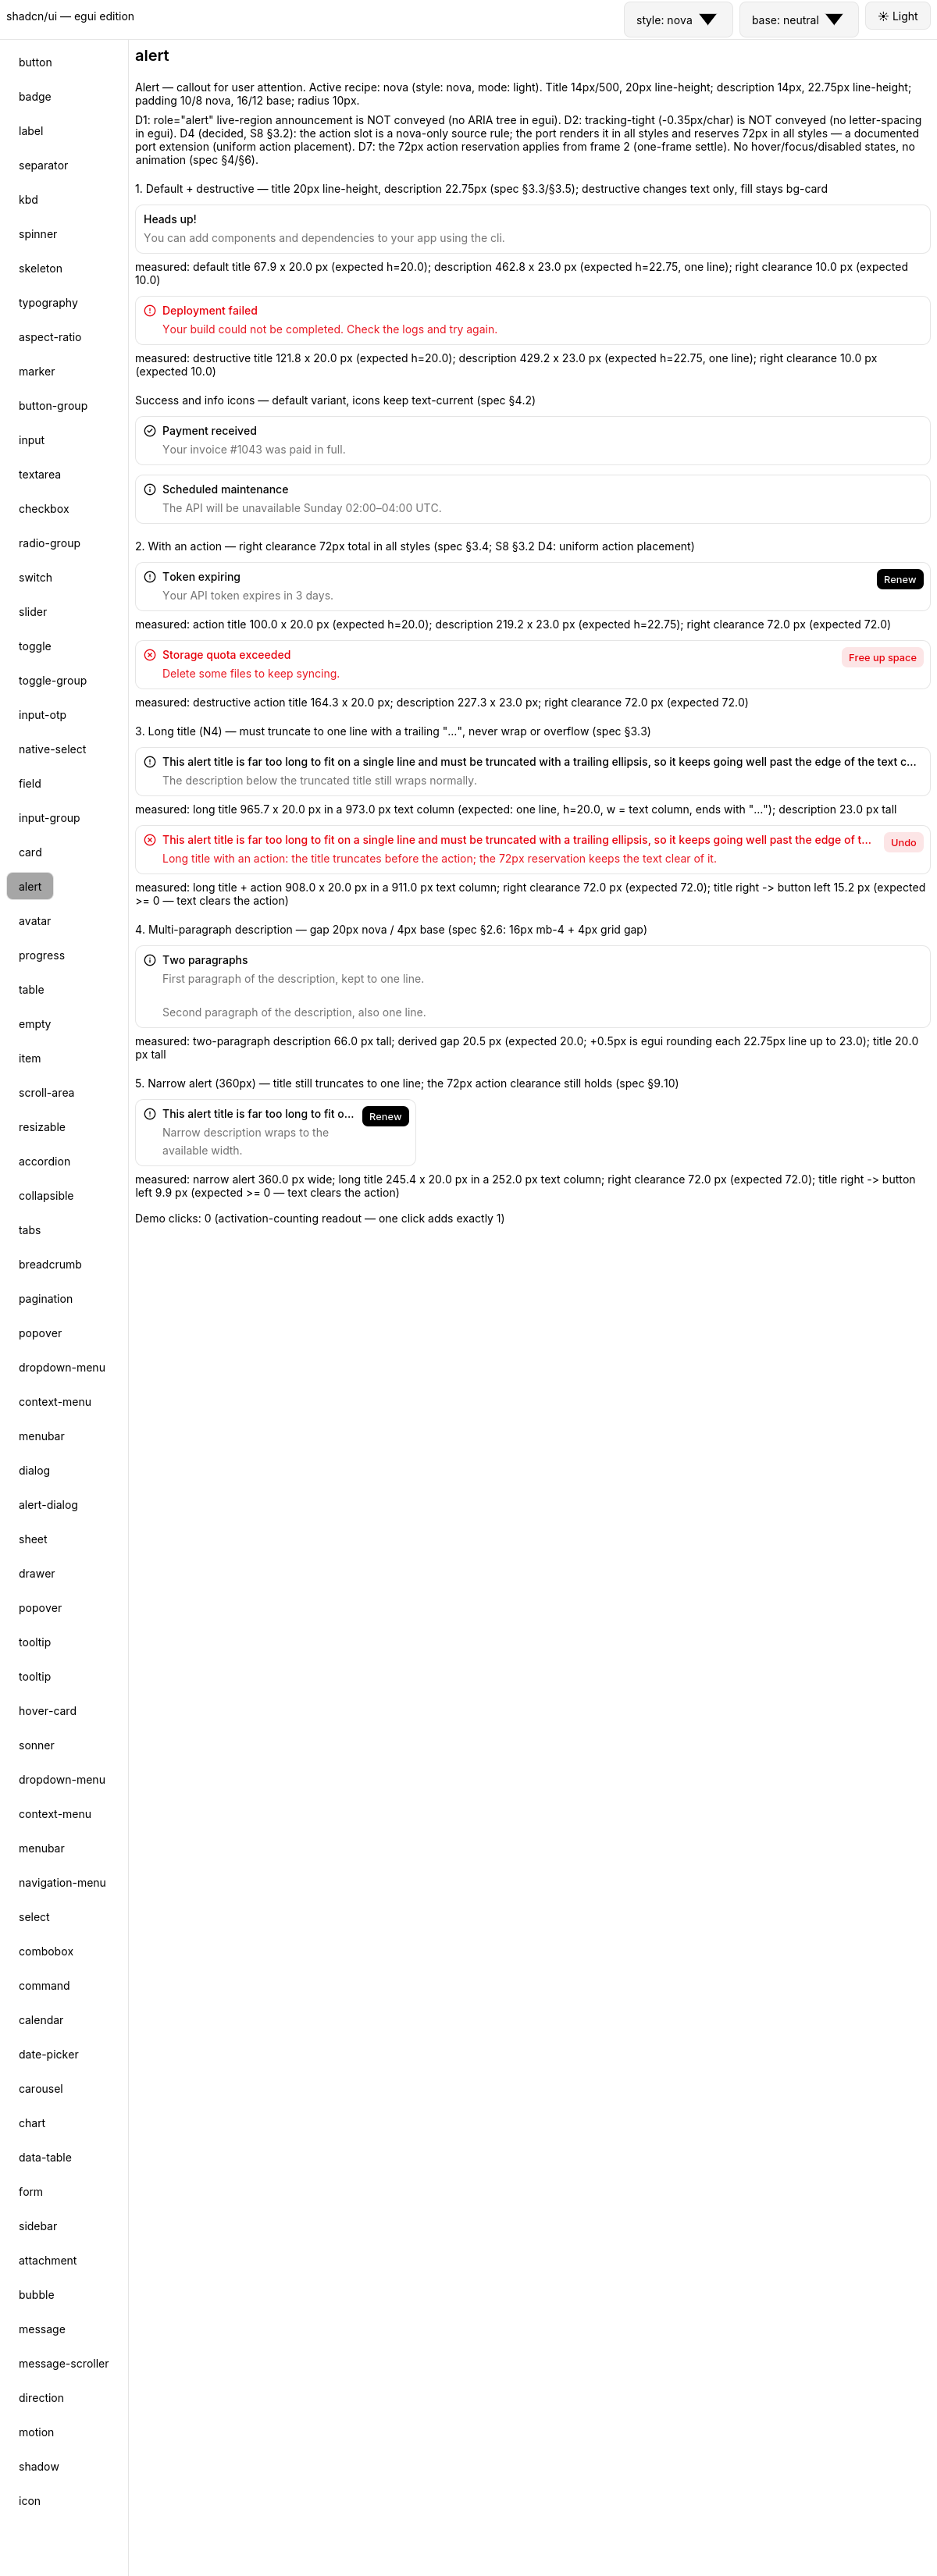 shadcn/ui — egui edition
style: nova
base: neutral
☀ Light
button
badge
label
separator
kbd
spinner
skeleton
typography
aspect-ratio
marker
button-group
input
textarea
checkbox
radio-group
switch
slider
toggle
toggle-group
input-otp
native-select
field
input-group
card
alert
avatar
progress
table
empty
item
scroll-area
resizable
accordion
collapsible
tabs
breadcrumb
pagination
popover
dropdown-menu
context-menu
menubar
dialog
alert-dialog
sheet
drawer
popover
tooltip
tooltip
hover-card
sonner
dropdown-menu
context-menu
menubar
navigation-menu
select
combobox
command
calendar
date-picker
carousel
chart
data-table
form
sidebar
attachment
bubble
message
message-scroller
direction
motion
shadow
icon
alert
Alert — callout for user attention. Active recipe: nova (style: nova, mode: light). Title 14px/500, 20px line-height; description 14px, 22.75px line-height;
padding 10/8 nova, 16/12 base; radius 10px.
D1: role="alert" live-region announcement is NOT conveyed (no ARIA tree in egui). D2: tracking-tight (-0.35px/char) is NOT conveyed (no letter-spacing
in egui). D4 (decided, S8 §3.2): the action slot is a nova-only source rule; the port renders it in all styles and reserves 72px in all styles — a documented
port extension (uniform action placement). D7: the 72px action reservation applies from frame 2 (one-frame settle). No hover/focus/disabled states, no
animation (spec §4/§6).
1. Default + destructive — title 20px line-height, description 22.75px (spec §3.3/§3.5); destructive changes text only, fill stays bg-card
Heads up!
You can add components and dependencies to your app using the cli.
measured: default title 67.9 x 20.0 px (expected h=20.0); description 462.8 x 23.0 px (expected h=22.75, one line); right clearance 10.0 px (expected
10.0)
Deployment failed
Your build could not be completed. Check the logs and try again.
measured: destructive title 121.8 x 20.0 px (expected h=20.0); description 429.2 x 23.0 px (expected h=22.75, one line); right clearance 10.0 px
(expected 10.0)
Success and info icons — default variant, icons keep text-current (spec §4.2)
Payment received
Your invoice #1043 was paid in full.
Scheduled maintenance
The API will be unavailable Sunday 02:00–04:00 UTC.
2. With an action — right clearance 72px total in all styles (spec §3.4; S8 §3.2 D4: uniform action placement)
Token expiring
Your API token expires in 3 days.
Renew
measured: action title 100.0 x 20.0 px (expected h=20.0); description 219.2 x 23.0 px (expected h=22.75); right clearance 72.0 px (expected 72.0)
Storage quota exceeded
Delete some files to keep syncing.
Free up space
measured: destructive action title 164.3 x 20.0 px; description 227.3 x 23.0 px; right clearance 72.0 px (expected 72.0)
3. Long title (N4) — must truncate to one line with a trailing "…", never wrap or overflow (spec §3.3)
This alert title is far too long to fit on a single line and must be truncated with a trailing ellipsis, so it keeps going well past the edge of the text c…
The description below the truncated title still wraps normally.
measured: long title 965.7 x 20.0 px in a 973.0 px text column (expected: one line, h=20.0, w = text column, ends with "…"); description 23.0 px tall
This alert title is far too long to fit on a single line and must be truncated with a trailing ellipsis, so it keeps going well past the edge of t…
Long title with an action: the title truncates before the action; the 72px reservation keeps the text clear of it.
Undo
measured: long title + action 908.0 x 20.0 px in a 911.0 px text column; right clearance 72.0 px (expected 72.0); title right -> button left 15.2 px (expected
>= 0 — text clears the action)
4. Multi-paragraph description — gap 20px nova / 4px base (spec §2.6: 16px mb-4 + 4px grid gap)
Two paragraphs
First paragraph of the description, kept to one line.
Second paragraph of the description, also one line.
measured: two-paragraph description 66.0 px tall; derived gap 20.5 px (expected 20.0; +0.5px is egui rounding each 22.75px line up to 23.0); title 20.0
px tall
5. Narrow alert (360px) — title still truncates to one line; the 72px action clearance still holds (spec §9.10)
This alert title is far too long to fit o…
Narrow description wraps to the
available width.
Renew
measured: narrow alert 360.0 px wide; long title 245.4 x 20.0 px in a 252.0 px text column; right clearance 72.0 px (expected 72.0); title right -> button
left 9.9 px (expected >= 0 — text clears the action)
Demo clicks: 0 (activation-counting readout — one click adds exactly 1)